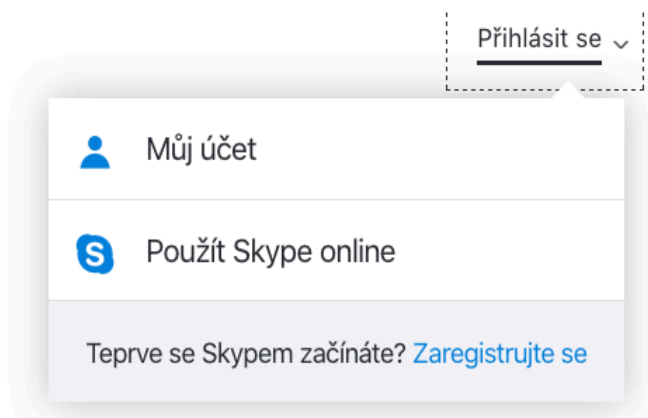 Přihlásit se
Můj účet
Použít Skype online
Teprve se Skypem začínáte? Zaregistrujte se